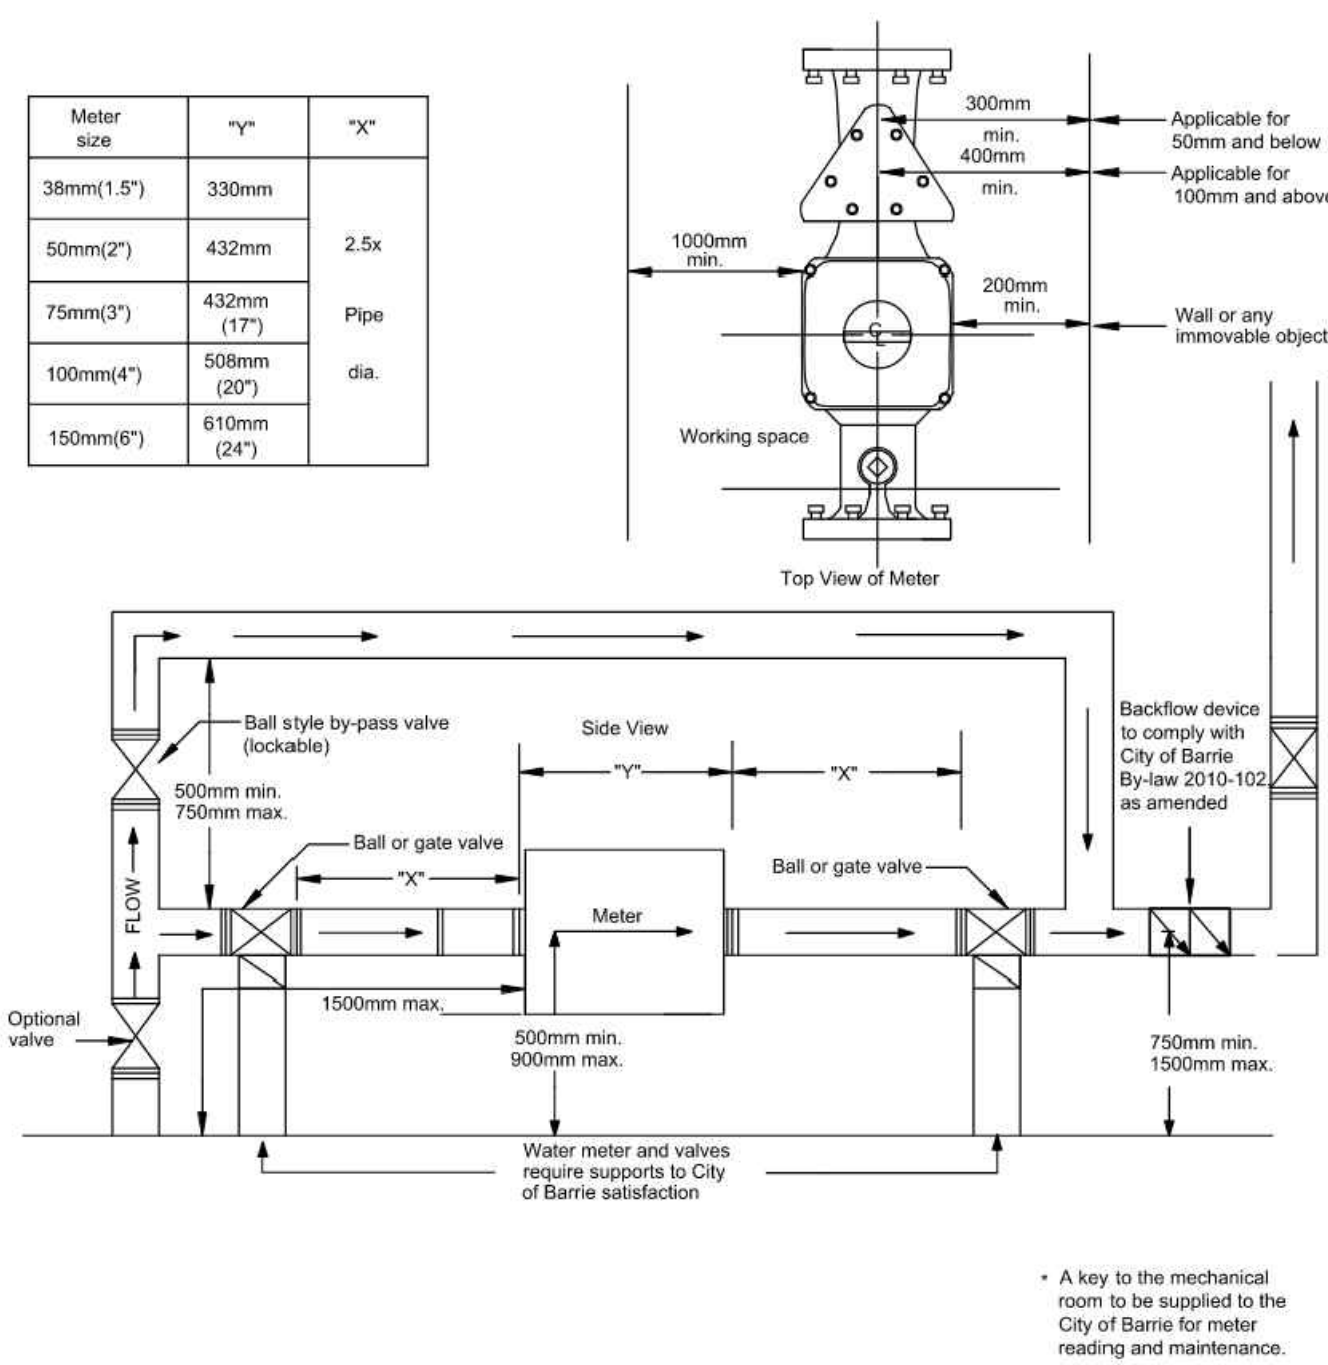 Meter
size
"Y"
"X"
38mm(1.5")
330mm
50mm(2")
432mm
2.5x
75mm(3")
432mm
(17")
Pipe
100mm(4")
508mm
(20")
dia.
150mm(6")
610mm
(24")
300mm
min.
Applicable for
50mm and below
400mm
min.
Applicable for
100mm and above
1000mm
min.
200mm
min.
Wall or any
immovable object
C
L
Working space
Top View of Meter
Ball style by-pass valve
(lockable)
Side View
Backflow device
to comply with
City of Barrie
By-law 2010-102
as amended
"Y"
"X"
500mm min.
750mm max.
Ball or gate valve
"X"
Ball or gate valve
FLOW
Meter
1500mm max.
Optional
valve
500mm min.
900mm max.
750mm min.
1500mm max.
Water meter and valves
require supports to City
of Barrie satisfaction
* A key to the mechanical
room to be supplied to the
City of Barrie for meter
reading and maintenance.